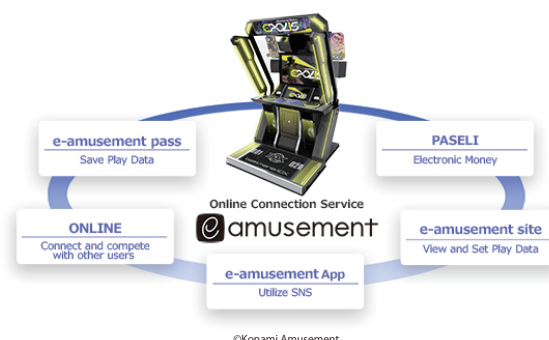 e-amusement pass
Save Play Data
PASELI
Electronic Money
Online Connection Service
e amusement
ONLINE
Connect and compete
with other users
e-amusement site
View and Set Play Data
e-amusement App
Utilize SNS
©Konami Amusement